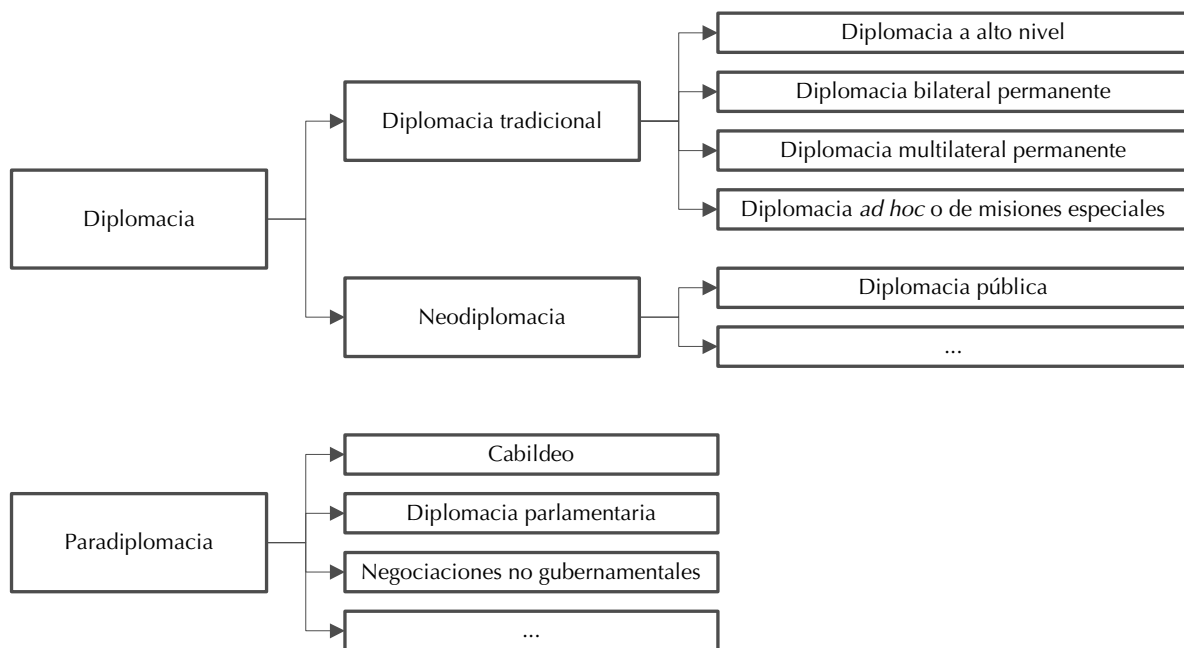 Diplomacia
Diplomacia tradicional
Diplomacia a alto nivel
Diplomacia bilateral permanente
Diplomacia multilateral permanente
Diplomacia ad hoc o de misiones especiales
Neodiplomacia
Diplomacia pública
...
Paradiplomacia
Cabildeo
Diplomacia parlamentaria
Negociaciones no gubernamentales
...